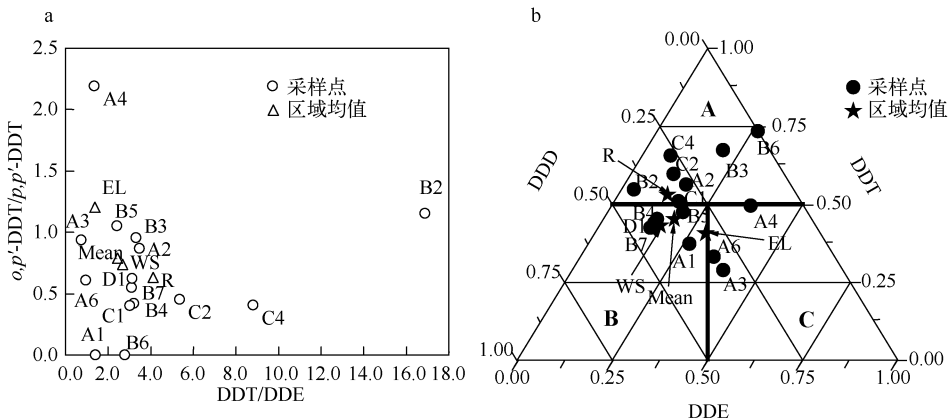 a
2.5
2.0
1.5
1.0
0.5
0.0
o,p′-DDT/p,p′-DDT
0.0 2.0 4.0 6.0 8.0 10.0 12.0 14.0 16.0 18.0
DDT/DDE
采样点
区域均值
A4
B2
EL
B5
A3
B3
Mean
A2
WS
D1
R
A6
B7
C1
B4
C2
C4
A1
B6
b
0.00
1.00
采样点
区域均值
A
0.25
0.75
C4
B6
R
C2
B3
DDD
DDT
B2
A2
C1
0.50
0.50
B4
B5
A4
D1
B7
A1
A6
EL
WS
A3
Mean
0.75
0.25
B
C
1.00
0.00
0.00 0.25 0.50 0.75 1.00
DDE